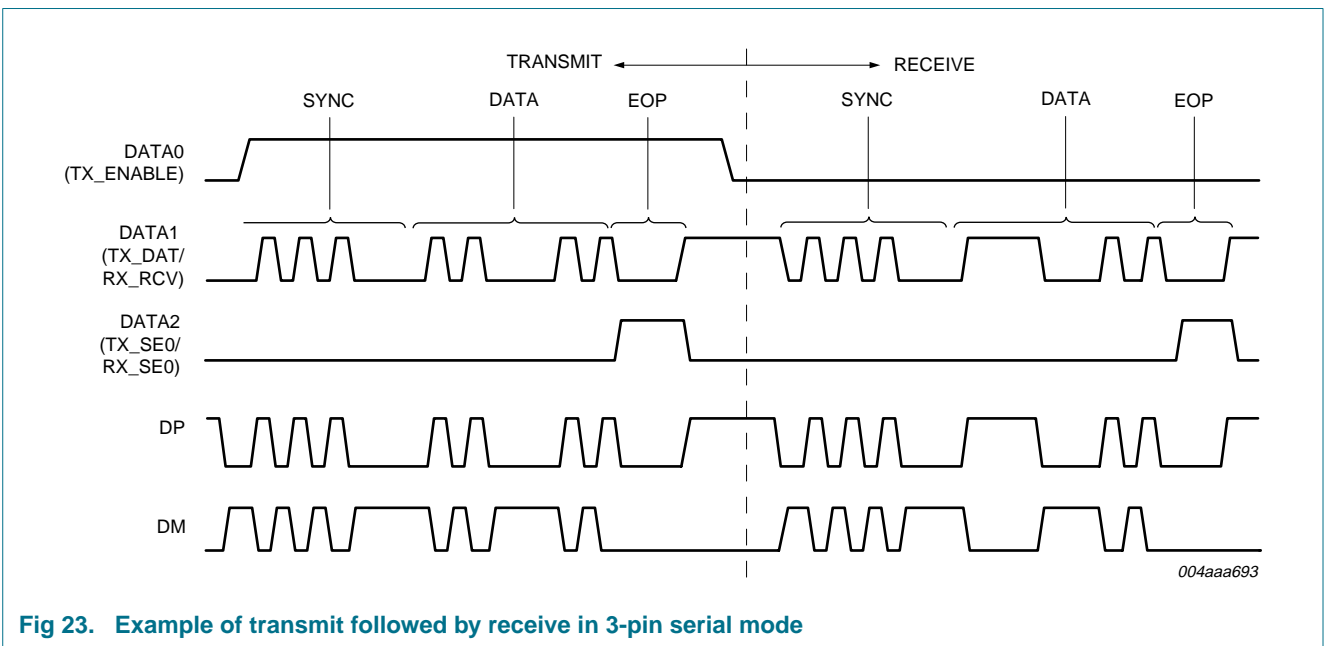 TRANSMIT
RECEIVE
SYNC
DATA
EOP
SYNC
DATA
EOP
DATA0
(TX_ENABLE)
DATA1
(TX_DAT/
RX_RCV)
DATA2
(TX_SE0/
RX_SE0)
DP
DM
004aaa693
Fig 23. Example of transmit followed by receive in 3-pin serial mode